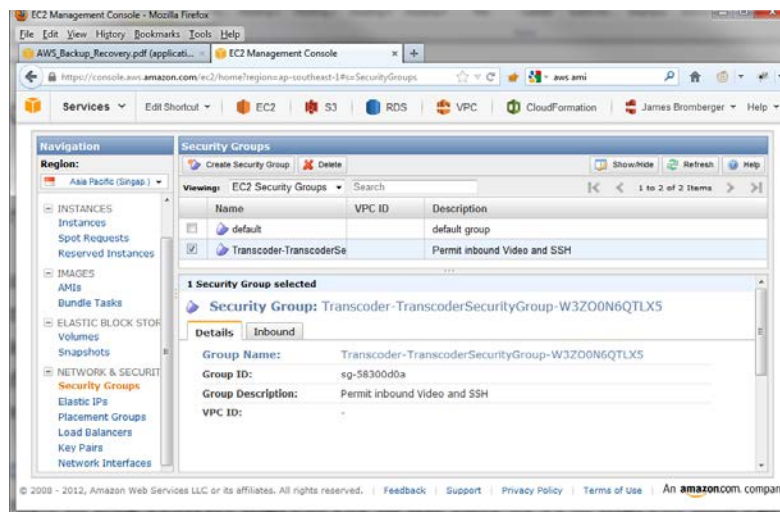 EC2 Management Console - Mozilla Firefox
File Edit View History Bookmarks Tools Help
AWS_Backup_Recovery.pdf (applicati... × EC2 Management Console × +
https://console.aws.amazon.com/ec2/home?region=ap-southeast-1#s=SecurityGroups aws ami
Services Edit Shortcut EC2 S3 RDS VPC CloudFormation James Bromberger Help
Navigation
Region:
Asia Pacific (Singap.)
INSTANCES
Instances
Spot Requests
Reserved Instances
IMAGES
AMIs
Bundle Tasks
ELASTIC BLOCK STOR
Volumes
Snapshots
NETWORK & SECURIT
Security Groups
Elastic IPs
Placement Groups
Load Balancers
Key Pairs
Network Interfaces
Security Groups
Create Security Group Delete Show/Hide Refresh Help
Viewing: EC2 Security Groups Search 1 to 2 of 2 Items
Name VPC ID Description
default default group
Transcoder-TranscoderSe Permit inbound Video and SSH
1 Security Group selected
Security Group: Transcoder-TranscoderSecurityGroup-W3ZO0N6QTLX5
Details Inbound
Group Name: Transcoder-TranscoderSecurityGroup-W3ZO0N6QTLX5
Group ID: sg-58300d0a
Group Description: Permit inbound Video and SSH
VPC ID: -
© 2008 - 2012, Amazon Web Services LLC or its affiliates. All rights reserved. Feedback Support Privacy Policy Terms of Use An amazon.com. compan